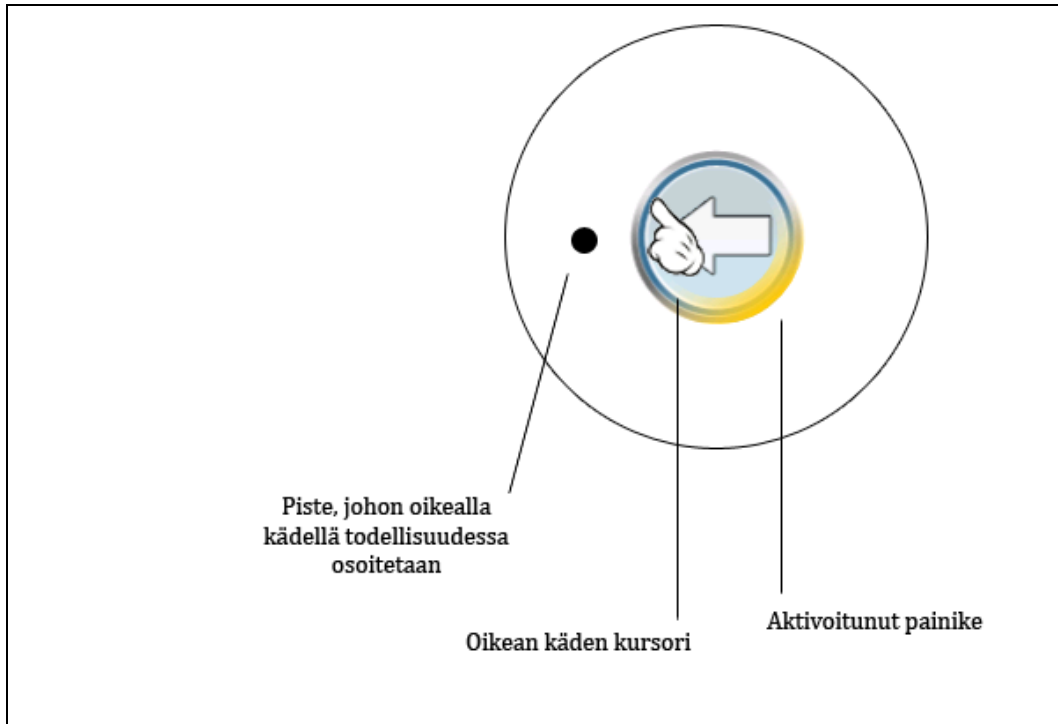 Piste, johon oikealla
kädellä todellisuudessa
osoitetaan
Oikean käden kursori
Aktivoitunut painike